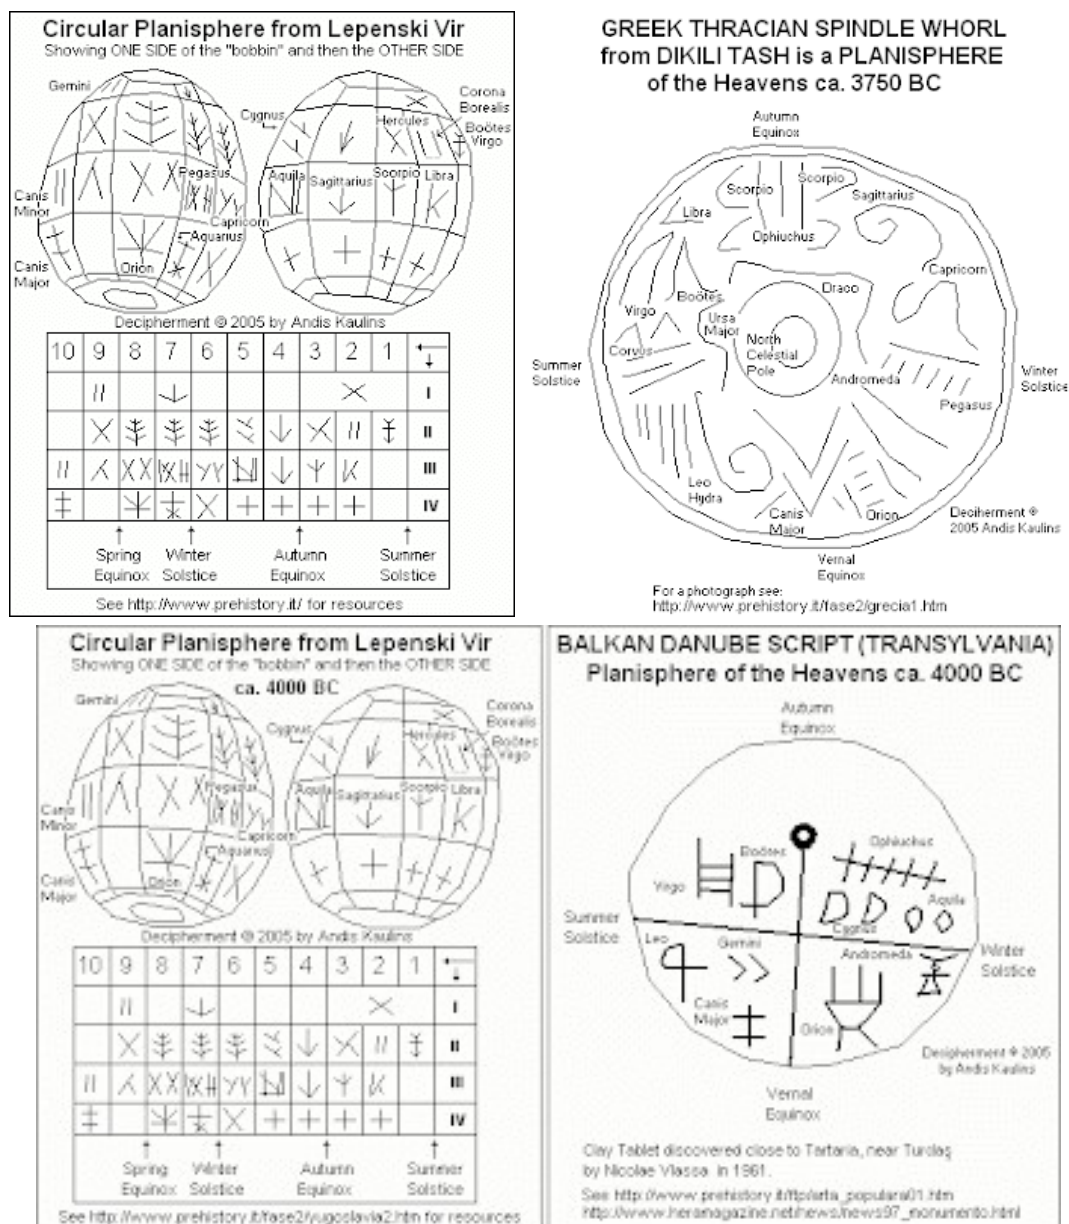 Circular Planisphere from Lepenski Vir
Showing ONE SIDE of the "bobbin" and then the OTHER SIDE
Gemini
Cygnus
Corona
Borealis
Hercules
Boötes
Virgo
Canis
Minor
Pegasus
Aquila
Sagittarius
Scorpio
Libra
Capricorn
Aquarius
Canis
Major
Orion
Decipherment © 2005 by Andis Kaulins
10 9 8 7 6 5 4 3 2 1
I
II
III
IV
Spring
Equinox
Winter
Solstice
Autumn
Equinox
Summer
Solstice
See http://www.prehistory.it/ for resources
GREEK THRACIAN SPINDLE WHORL
from DIKILI TASH is a PLANISPHERE
of the Heavens ca. 3750 BC
Autumn
Equinox
Scorpio
Scorpio
Sagittarius
Libra
Ophiuchus
Capricorn
Draco
Boötes
Virgo
Ursa
Major
Corvus
North
Celestial
Pole
Summer
Solstice
Winter
Solstice
Andromeda
Pegasus
Leo
Hydra
Canis
Major
Orion
Deciherment ©
2005 Andis Kaulins
Vernal
Equinox
For a photograph see:
http://www.prehistory.it/fase2/grecia1.htm
Circular Planisphere from Lepenski Vir
Showing ONE SIDE of the "bobbin" and then the OTHER SIDE
ca. 4000 BC
Gemini
Cygnus
Corona
Borealis
Hercules
Boötes
Virgo
Canis
Minor
Pegasus
Aquila
Sagittarius
Scorpio
Libra
Capricorn
Aquarius
Canis
Major
Orion
Decipherment © 2005 by Andis Kaulins
10 9 8 7 6 5 4 3 2 1
I
II
III
IV
Spring
Equinox
Winter
Solstice
Autumn
Equinox
Summer
Solstice
See http://www.prehistory.it/fase2/yugoslavia2.htm for resources
BALKAN DANUBE SCRIPT (TRANSYLVANIA)
Planisphere of the Heavens ca. 4000 BC
Autumn
Equinox
Boötes
Ophiuchus
Virgo
Aquila
Cygnus
Summer
Solstice
Winter
Solstice
Leo
Gemini
Andromeda
Canis
Major
Orion
Decipherment © 2005
by Andis Kaulins
Vernal
Equinox
Clay Tablet discovered close to Tartaria, near Turdaş
by Nicolae Vlassa in 1961.
See http://www.prehistory.it/ftp/arta_populara01.htm
http://www.heramagazine.net/news/news97_monumento.html